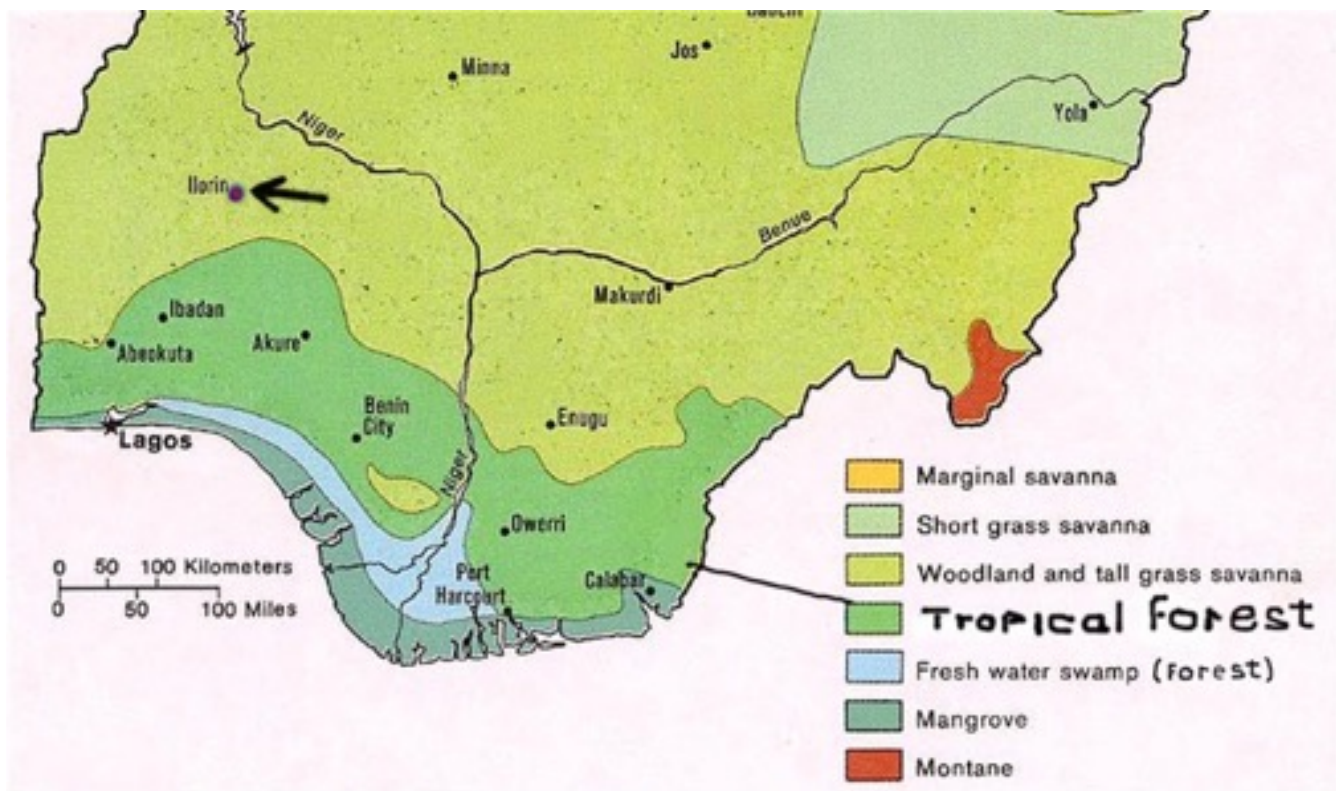 Jos
Minna
Yola
Niger
Ilorin
Benue
Makurdi
Ibadan
Akure
Abeokuta
Benin
City
Enugu
Lagos
Niger
Owerri
Port
Harcourt
Calabar
0 50 100 Kilometers
0 50 100 Miles
Marginal savanna
Short grass savanna
Woodland and tall grass savanna
Tropical Forest
Fresh water swamp (Forest)
Mangrove
Montane